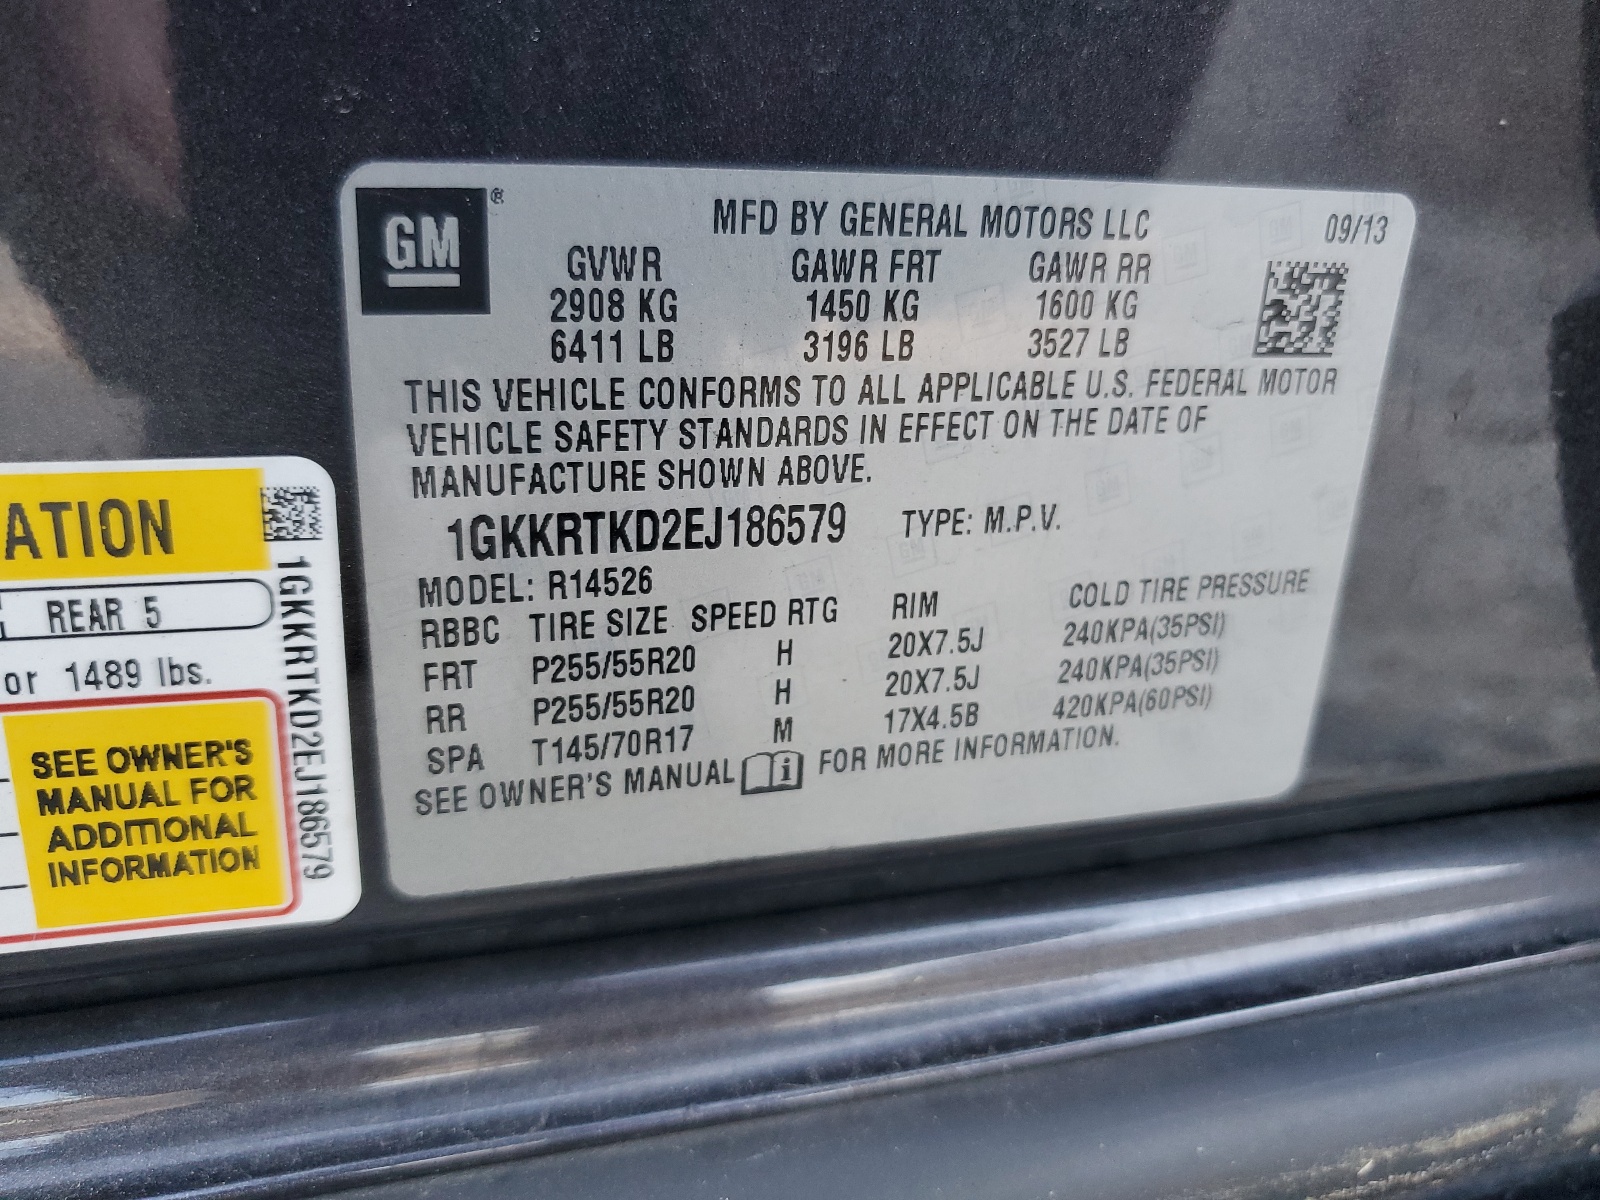 GM ®
MFD BY GENERAL MOTORS LLC 09/13
GVWR GAWR FRT GAWR RR
2908 KG 1450 KG 1600 KG
6411 LB 3196 LB 3527 LB
THIS VEHICLE CONFORMS TO ALL APPLICABLE U.S. FEDERAL MOTOR
VEHICLE SAFETY STANDARDS IN EFFECT ON THE DATE OF
MANUFACTURE SHOWN ABOVE.
1GKKRTKD2EJ186579 TYPE: M.P.V.
MODEL: R14526
RBBC TIRE SIZE SPEED RTG RIM COLD TIRE PRESSURE
FRT P255/55R20 H 20X7.5J 240KPA(35PSI)
RR P255/55R20 H 20X7.5J 240KPA(35PSI)
SPA T145/70R17 M 17X4.5B 420KPA(60PSI)
SEE OWNER'S MANUAL i FOR MORE INFORMATION.
ATION
REAR 5
or 1489 lbs.
SEE OWNER'S
MANUAL FOR
ADDITIONAL
INFORMATION
1GKKRTKD2EJ186579